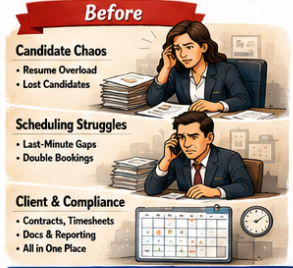 Before
Candidate Chaos
• Resume Overload
• Lost Candidates
Scheduling Struggles
• Last-Minute Gaps
• Double Bookings
Client & Compliance
• Contracts, Timesheets
• Docs & Reporting
• All in One Place